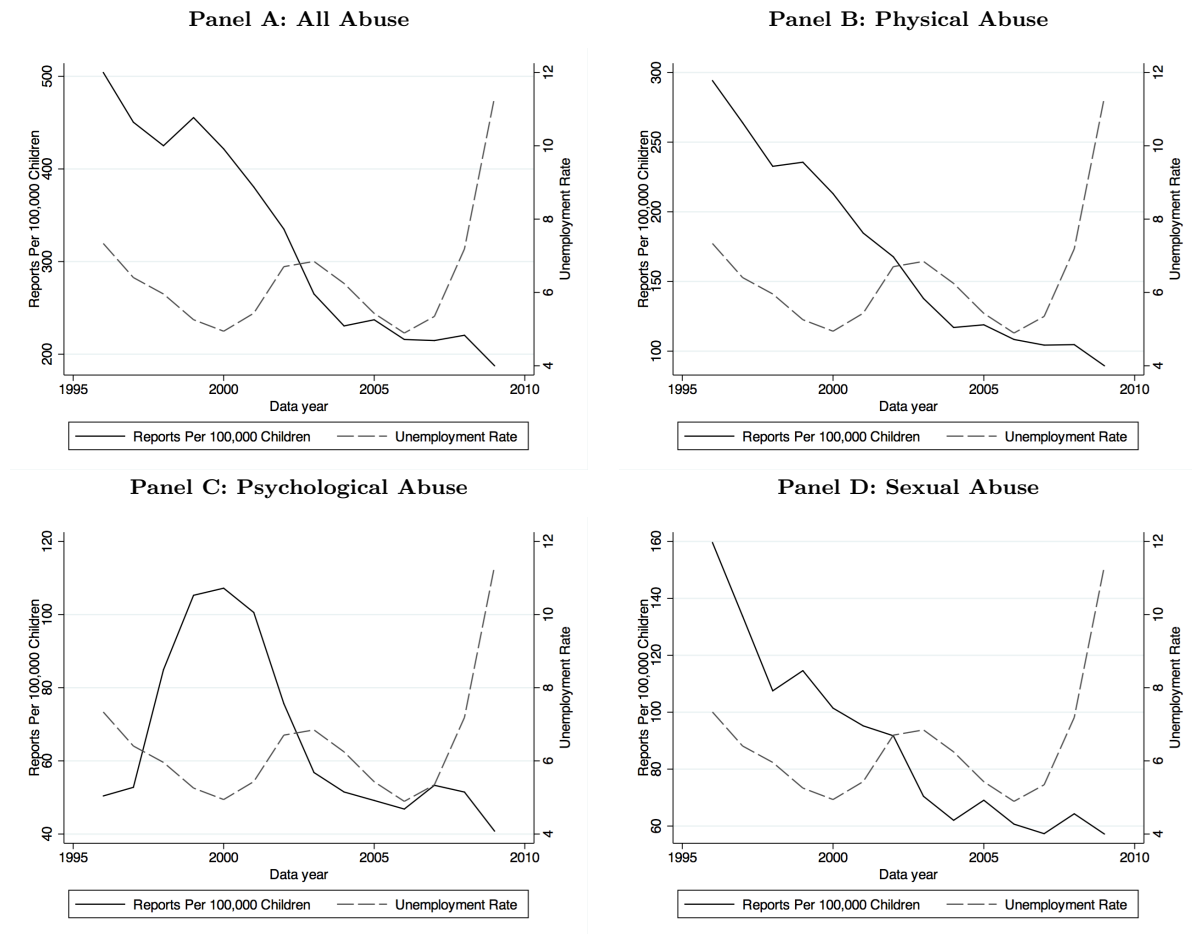 Panel A: All Abuse
Reports Per 100,000 Children
200 300 400 500
4 6 8 10 12
Unemployment Rate
1995 2000 2005 2010
Data year
Reports Per 100,000 Children Unemployment Rate
Panel B: Physical Abuse
Reports Per 100,000 Children
100 150 200 250 300
4 6 8 10 12
Unemployment Rate
1995 2000 2005 2010
Data year
Reports Per 100,000 Children Unemployment Rate
Panel C: Psychological Abuse
Reports Per 100,000 Children
40 60 80 100 120
4 6 8 10 12
Unemployment Rate
1995 2000 2005 2010
Data year
Reports Per 100,000 Children Unemployment Rate
Panel D: Sexual Abuse
Reports Per 100,000 Children
60 80 100 120 140 160
4 6 8 10 12
Unemployment Rate
1995 2000 2005 2010
Data year
Reports Per 100,000 Children Unemployment Rate